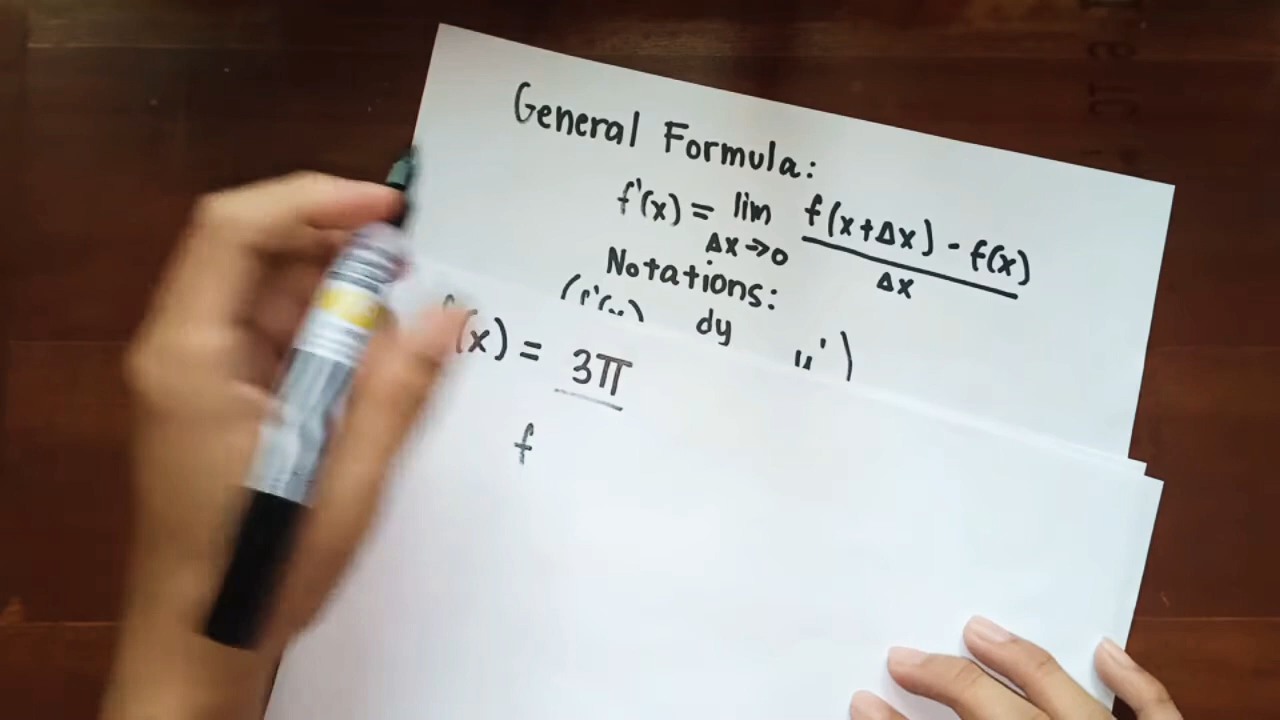 General Formula:
f'(x) = lim f(x+Δx) - f(x)
Δx→0 Δx
Notations:
(f'(x) dy y')
(x) = 3π
f